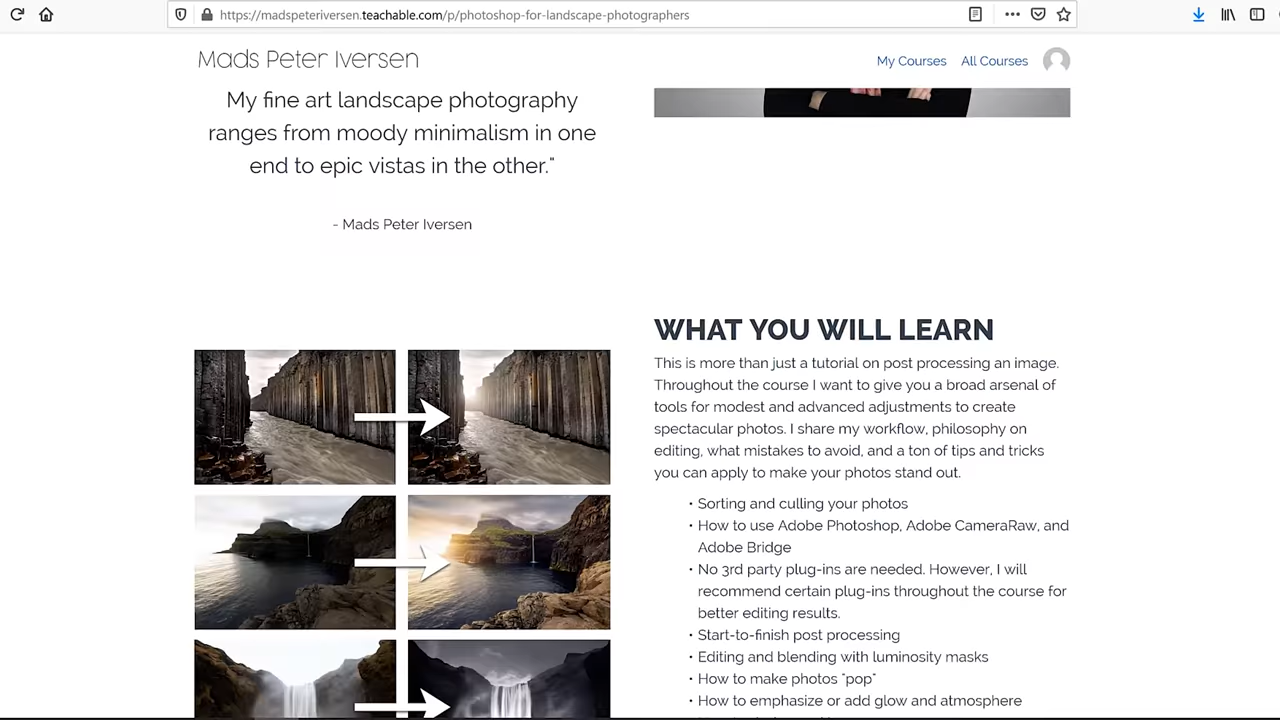 https://madspeteriversen.teachable.com/p/photoshop-for-landscape-photographers
Mads Peter Iversen
My Courses
All Courses
My fine art landscape photography
ranges from moody minimalism in one
end to epic vistas in the other."
- Mads Peter Iversen
WHAT YOU WILL LEARN
This is more than just a tutorial on post processing an image.
Throughout the course I want to give you a broad arsenal of
tools for modest and advanced adjustments to create
spectacular photos. I share my workflow, philosophy on
editing, what mistakes to avoid, and a ton of tips and tricks
you can apply to make your photos stand out.
• Sorting and culling your photos
• How to use Adobe Photoshop, Adobe CameraRaw, and
Adobe Bridge
• No 3rd party plug-ins are needed. However, I will
recommend certain plug-ins throughout the course for
better editing results.
• Start-to-finish post processing
• Editing and blending with luminosity masks
• How to make photos "pop"
• How to emphasize or add glow and atmosphere